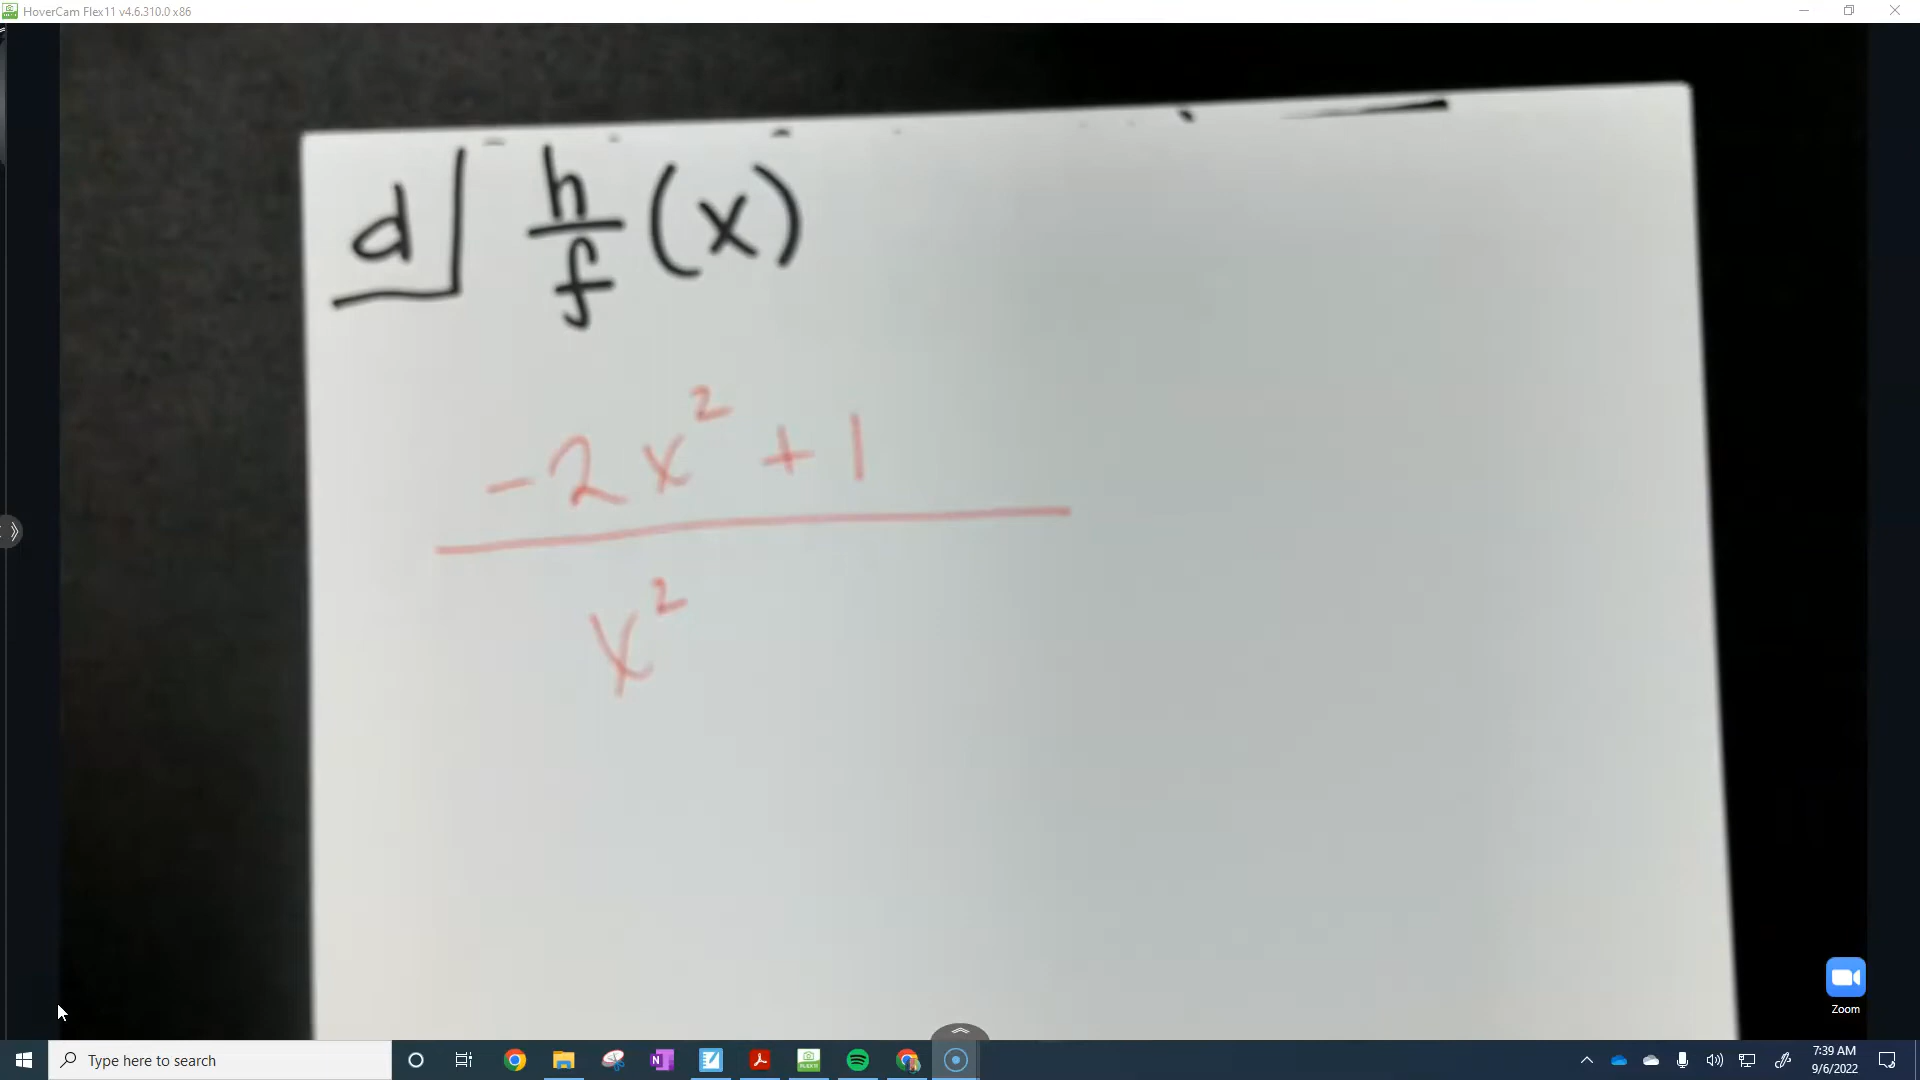 HoverCam Flex11 v4.6.310.0 x86
d h/f (x)
-2x² + 1
x²
Zoom
Type here to search
7:39 AM
9/6/2022